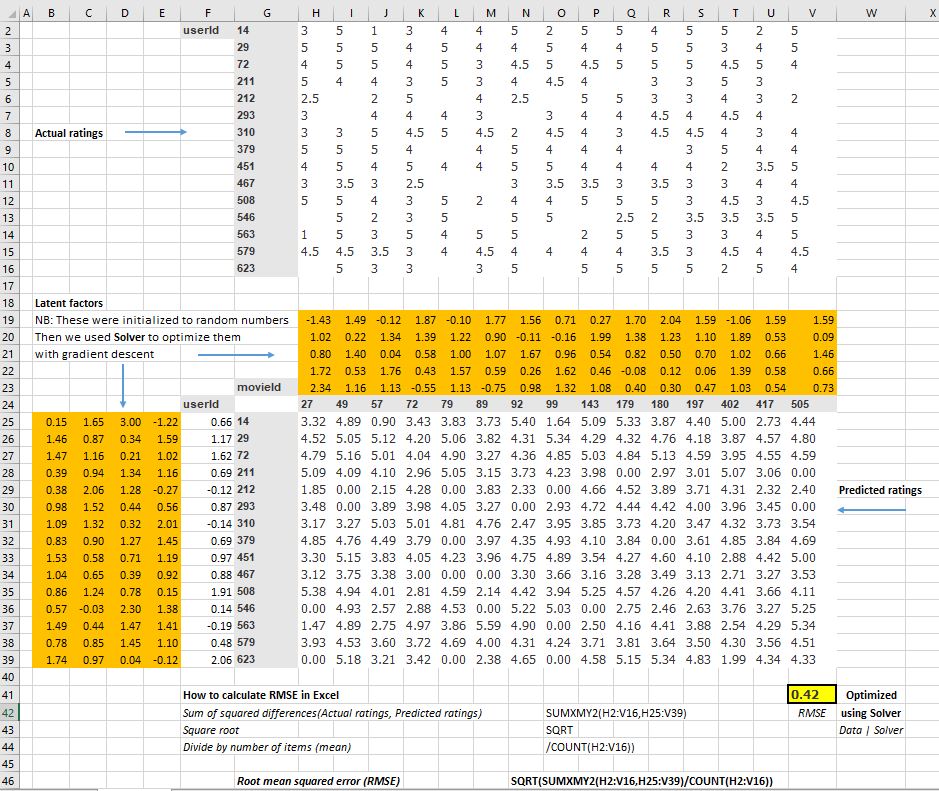 A B C D E F G H I J K L M N O P Q R S T U V W X
2 userId 14 3 5 1 3 4 4 5 2 5 5 4 5 5 2 5
3 29 5 5 5 4 5 4 4 5 4 4 5 5 3 4 5
4 72 4 5 5 4 5 3 4.5 5 4.5 5 5 5 4.5 5 4
5 211 5 4 4 3 5 3 4 4.5 4 3 3 5 3
6 212 2.5 2 5 4 2.5 5 5 3 3 4 3 2
7 293 3 4 4 4 3 3 4 4 4.5 4 4.5 4
8 Actual ratings 310 3 3 5 4.5 5 4.5 2 4.5 4 3 4.5 4.5 4 3 4
9 379 5 5 5 4 4 5 4 4 4 3 5 4 4
10 451 4 5 4 5 4 4 5 5 4 4 4 4 2 3.5 5
11 467 3 3.5 3 2.5 3 3.5 3.5 3 3.5 3 3 4 4
12 508 5 5 4 3 5 2 4 4 5 5 5 3 4.5 3 4.5
13 546 5 2 3 5 5 5 2.5 2 3.5 3.5 3.5 5
14 563 1 5 3 5 4 5 5 2 5 5 3 3 4 5
15 579 4.5 4.5 3.5 3 4 4.5 4 4 4 4 3.5 3 4.5 4 4.5
16 623 5 3 3 3 5 5 5 5 5 2 5 4
17
18 Latent factors
19 NB: These were initialized to random numbers -1.43 1.49 -0.12 1.87 -0.10 1.77 1.56 0.71 0.27 1.70 2.04 1.59 -1.06 1.59 1.59
20 Then we used Solver to optimize them 1.02 0.22 1.34 1.39 1.22 0.90 -0.11 -0.16 1.99 1.38 1.23 1.10 1.89 0.53 0.09
21 with gradient descent 0.80 1.40 0.04 0.58 1.00 1.07 1.67 0.96 0.54 0.82 0.50 0.70 1.02 0.66 1.46
22 1.72 0.53 1.76 0.43 1.57 0.59 0.26 1.62 0.46 -0.08 0.12 0.06 1.39 0.58 0.66
23 movieId 2.34 1.16 1.13 -0.55 1.13 -0.75 0.98 1.32 1.08 0.40 0.30 0.47 1.03 0.54 0.73
24 userId 27 49 57 72 79 89 92 99 143 179 180 197 402 417 505
25 0.15 1.65 3.00 -1.22 0.66 14 3.32 4.89 0.90 3.43 3.83 3.73 5.40 1.64 5.09 5.33 3.87 4.40 5.00 2.73 4.44
26 1.46 0.87 0.34 1.59 1.17 29 4.52 5.05 5.12 4.20 5.06 3.82 4.31 5.34 4.29 4.32 4.76 4.18 3.87 4.57 4.80
27 1.47 1.16 0.21 1.02 1.62 72 4.79 5.16 5.01 4.04 4.90 3.27 4.36 4.85 5.03 4.84 5.13 4.59 3.95 4.55 4.59
28 0.39 0.94 1.34 1.16 0.69 211 5.09 4.09 4.10 2.96 5.05 3.15 3.73 4.23 3.98 0.00 2.97 3.01 5.07 3.06 0.00
29 0.38 2.06 1.28 -0.27 -0.12 212 1.85 0.00 2.15 4.28 0.00 3.83 2.33 0.00 4.66 4.52 3.89 3.71 4.31 2.32 2.40 Predicted ratings
30 0.98 1.52 0.44 0.56 0.87 293 3.48 0.00 3.89 3.98 4.05 3.27 0.00 2.93 4.72 4.44 4.42 4.00 3.96 3.45 0.00
31 1.09 1.32 0.32 2.01 -0.14 310 3.17 3.27 5.03 5.01 4.81 4.76 2.47 3.95 3.85 3.73 4.20 3.47 4.32 3.73 3.54
32 0.83 0.90 1.27 1.45 0.69 379 4.85 4.76 4.49 3.79 0.00 3.97 4.35 4.93 4.10 3.84 0.00 3.61 4.85 3.84 4.69
33 1.53 0.58 0.71 1.19 0.97 451 3.30 5.15 3.83 4.05 4.23 3.96 4.75 4.89 3.54 4.27 4.60 4.10 2.88 4.42 5.00
34 1.04 0.65 0.39 0.92 0.88 467 3.12 3.75 3.38 3.00 0.00 0.00 3.30 3.66 3.16 3.28 3.49 3.13 2.71 3.27 3.53
35 0.86 1.24 0.78 0.15 1.91 508 5.38 4.94 4.01 2.81 4.59 2.14 4.42 3.94 5.25 4.57 4.26 4.20 4.41 3.66 4.11
36 0.57 -0.03 2.30 1.38 0.14 546 0.00 4.93 2.57 2.88 4.53 0.00 5.22 5.03 0.00 2.75 2.46 2.63 3.76 3.27 5.25
37 1.49 0.44 1.47 1.41 -0.19 563 1.47 4.89 2.75 4.97 3.86 5.59 4.90 0.00 2.50 4.16 4.41 3.88 2.54 4.29 5.34
38 0.78 0.85 1.45 1.10 0.48 579 3.93 4.53 3.60 3.72 4.69 4.00 4.31 4.24 3.71 3.81 3.64 3.50 4.30 3.56 4.51
39 1.74 0.97 0.04 -0.12 2.06 623 0.00 5.18 3.21 3.42 0.00 2.38 4.65 0.00 4.58 5.15 5.34 4.83 1.99 4.34 4.33
40
41 How to calculate RMSE in Excel 0.42 Optimized
42 Sum of squared differences(Actual ratings, Predicted ratings) SUMXMY2(H2:V16,H25:V39) RMSE using Solver
43 Square root SQRT Data | Solver
44 Divide by number of items (mean) /COUNT(H2:V16))
45
46 Root mean squared error (RMSE) SQRT(SUMXMY2(H2:V16,H25:V39)/COUNT(H2:V16))